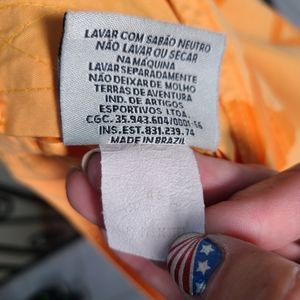 LAVAR COM SABÃO NEUTRO
NÃO LAVAR OU SECAR
NA MÁQUINA
LAVAR SEPARADAMENTE
NÃO DEIXAR DE MOLHO
TERRAS DE AVENTURA
IND. DE ARTIGOS
ESPORTIVOS LTDA.
CGC. 35.943.604/0001-56
INS.EST.831.239.74
MADE IN BRAZIL